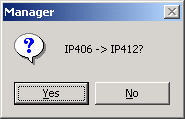 Manager
IP406 -> IP412?
Yes
No